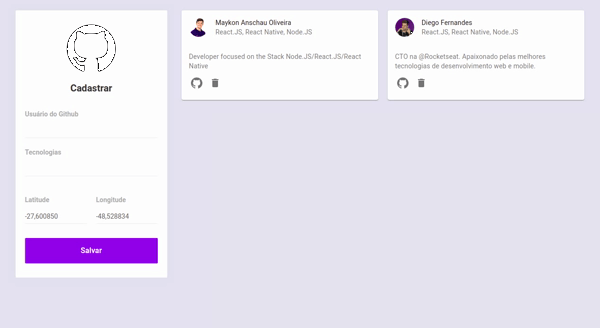 Cadastrar
Usuário do Github
Tecnologias
Latitude
Longitude
-27,600850
-48,528834
Salvar
Maykon Anschau Oliveira
React.JS, React Native, Node.JS
Developer focused on the Stack Node.JS/React.JS/React
Native
Diego Fernandes
React.JS, React Native, Node.JS
CTO na @Rocketseat. Apaixonado pelas melhores
tecnologias de desenvolvimento web e mobile.